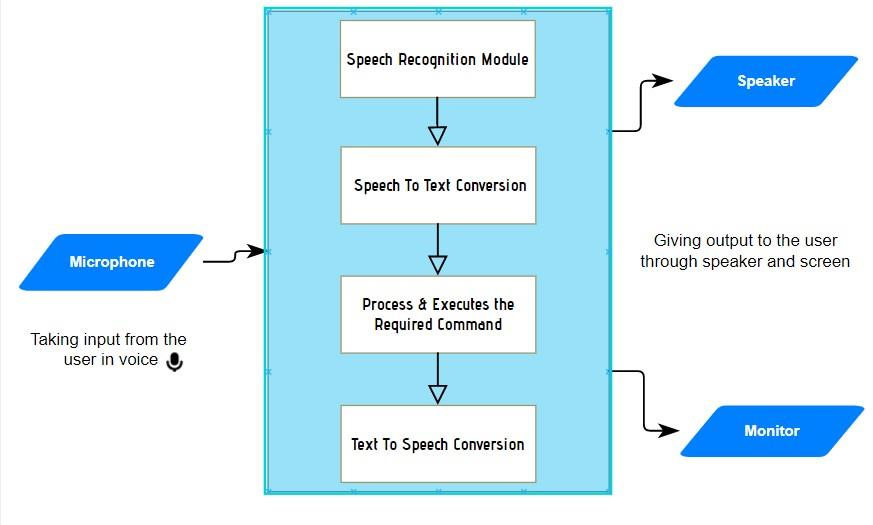 Speech Recognition Module
Speaker
Speech To Text Conversion
Microphone
Giving output to the user
through speaker and screen
Process & Executes the
Required Command
Taking input from the
user in voice
Text To Speech Conversion
Monitor